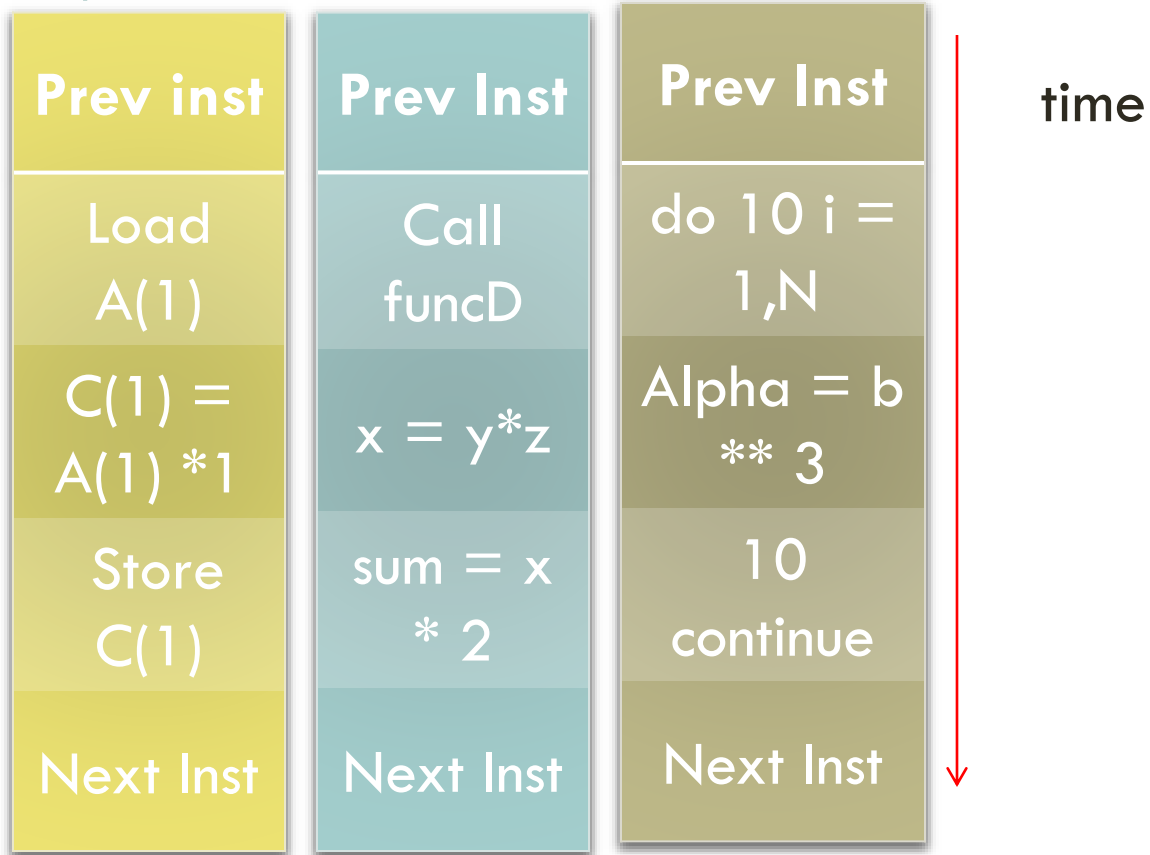 Prev inst
Load
A(1)
C(1) =
A(1) *1
Store
C(1)
Next Inst
Prev Inst
Call
funcD
x = y*z
sum = x
* 2
Next Inst
Prev Inst
do 10 i =
1,N
Alpha = b
** 3
10
continue
Next Inst
time